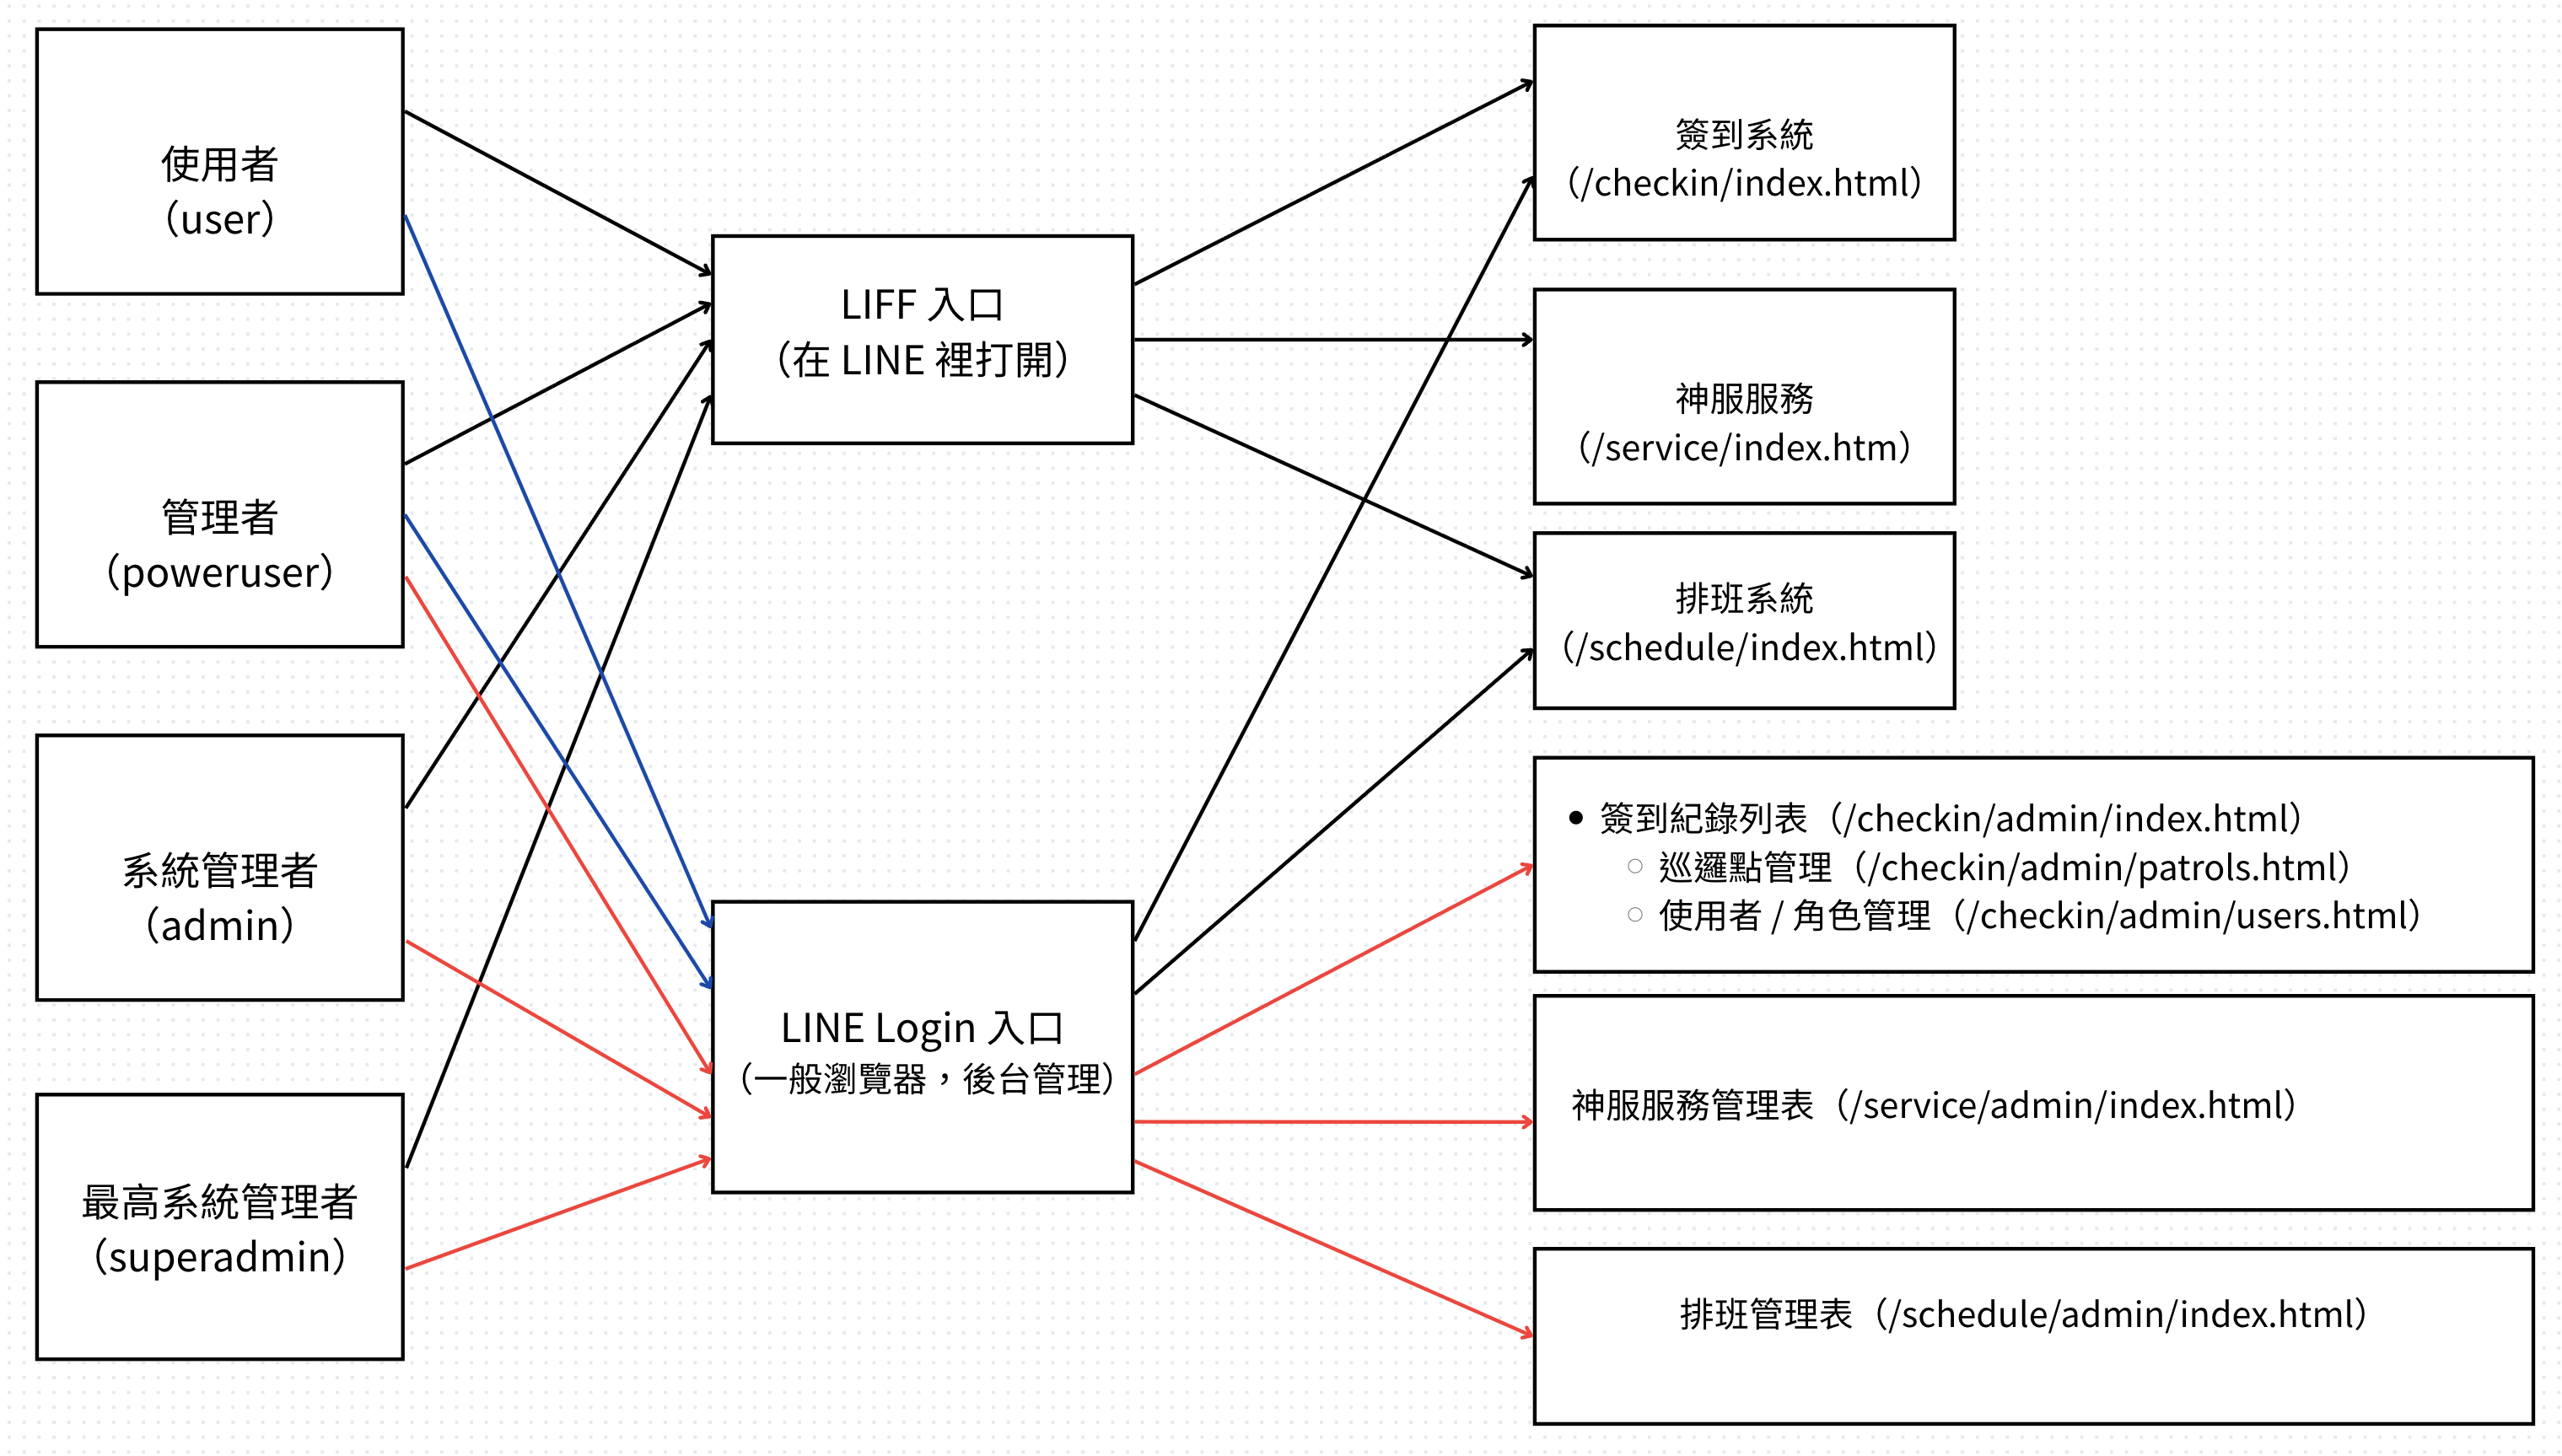 使用者
（user）
管理者
（poweruser）
系統管理者
（admin）
最高系統管理者
（superadmin）
LIFF 入口
（在 LINE 裡打開）
LINE Login 入口
（一般瀏覽器，後台管理）
簽到系統
（/checkin/index.html）
神服服務
（/service/index.htm）
排班系統
（/schedule/index.html）
• 簽到紀錄列表（/checkin/admin/index.html）
○ 巡邏點管理（/checkin/admin/patrols.html）
○ 使用者 / 角色管理（/checkin/admin/users.html）
神服服務管理表（/service/admin/index.html）
排班管理表（/schedule/admin/index.html）